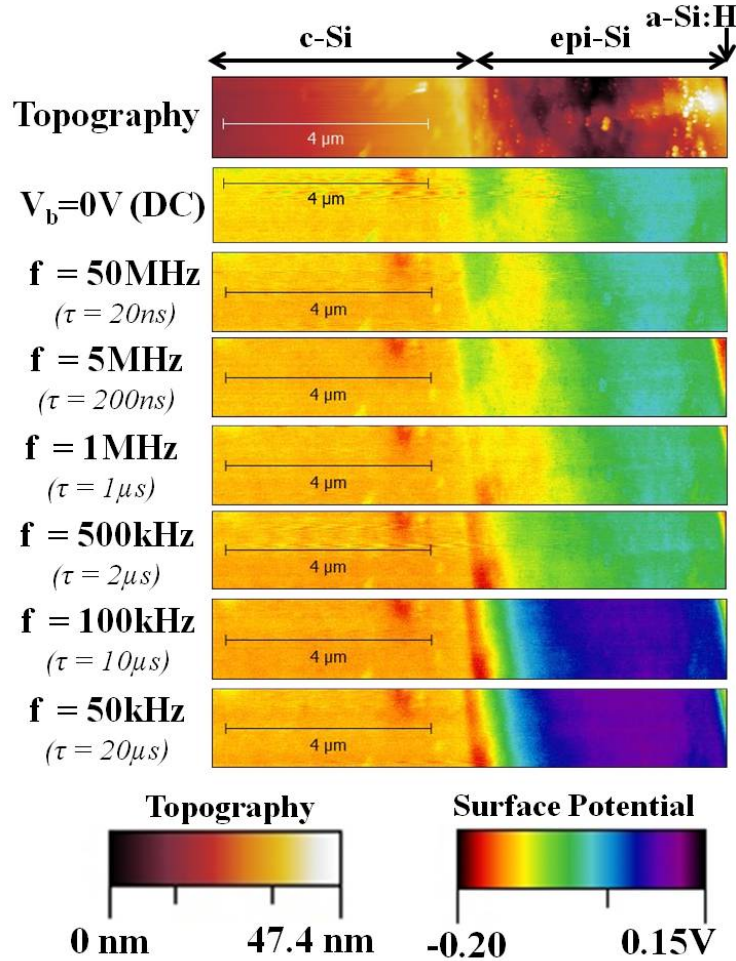 a-Si:H
c-Si
epi-Si
Topography
4 µm
V_b=0V (DC)
4 µm
f = 50MHz
(τ = 20ns)
4 µm
f = 5MHz
(τ = 200ns)
4 µm
f = 1MHz
(τ = 1µs)
4 µm
f = 500kHz
(τ = 2µs)
4 µm
f = 100kHz
(τ = 10µs)
4 µm
f = 50kHz
(τ = 20µs)
4 µm
Topography
Surface Potential
0 nm
47.4 nm
-0.20
0.15V